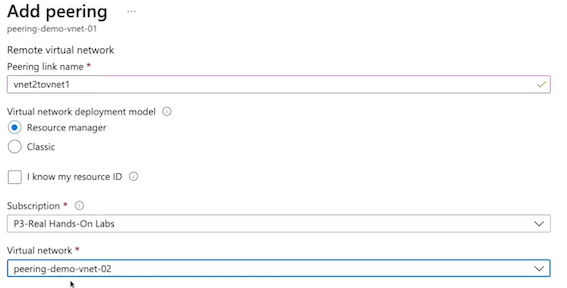 Add peering ...
peering-demo-vnet-01
Remote virtual network
Peering link name *
vnet2tovnet1
Virtual network deployment model
Resource manager
Classic
I know my resource ID
Subscription *
P3-Real Hands-On Labs
Virtual network *
peering-demo-vnet-02